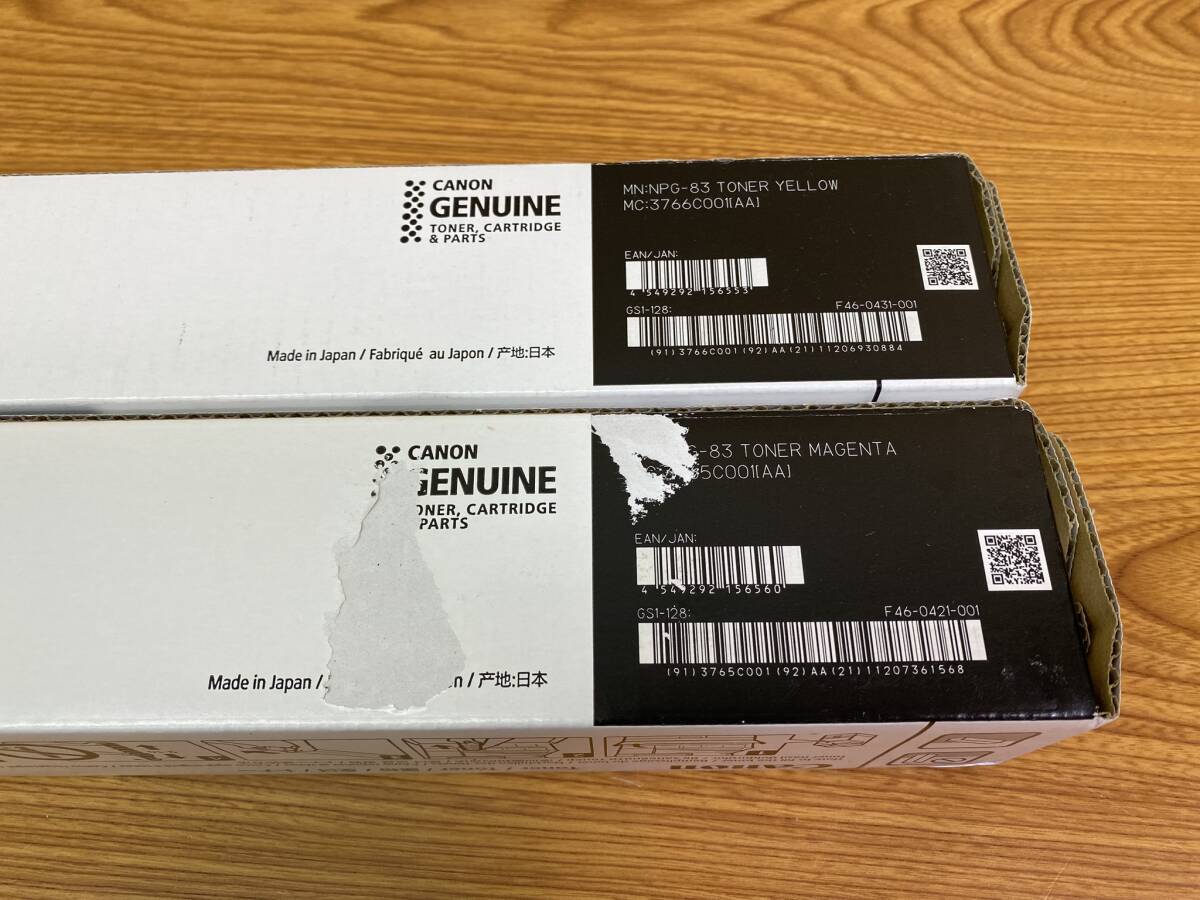 CANON
GENUINE
TONER, CARTRIDGE
& PARTS
Made in Japan / Fabriqué au Japon / 产地:日本
MN:NPG-83 TONER YELLOW
MC:3766C001[AA]
EAN/JAN:
4 549292 156553
GS1-128:
F46-0431-001
(91)3766C001(92)AA(21)11206930884
CANON
GENUINE
TONER, CARTRIDGE
PARTS
Made in Japan / / 产地:日本
-83 TONER MAGENTA
5C001[AA]
EAN/JAN:
4 549292 156560
GS1-128:
F46-0421-001
(91)3765C001(92)AA(21)11207361568
Canon